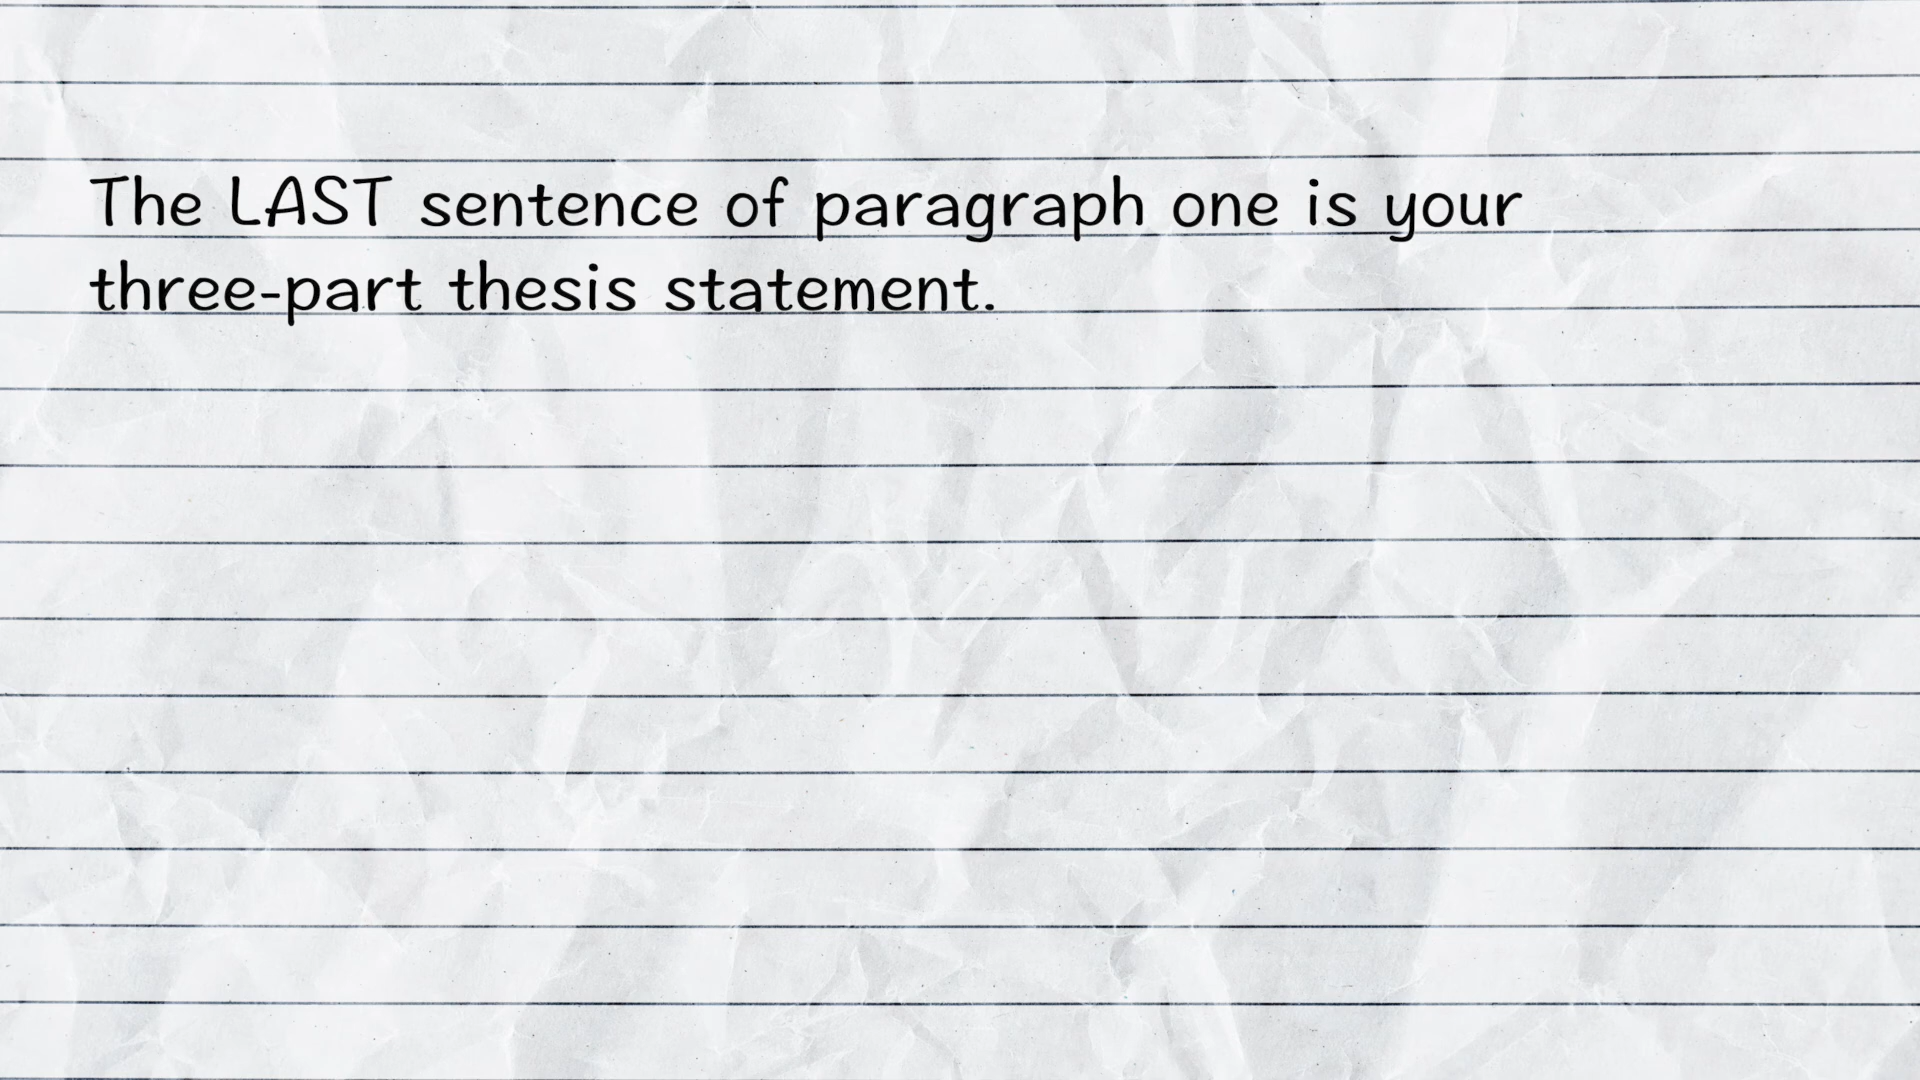 The LAST sentence of paragraph one is your
three-part thesis statement.